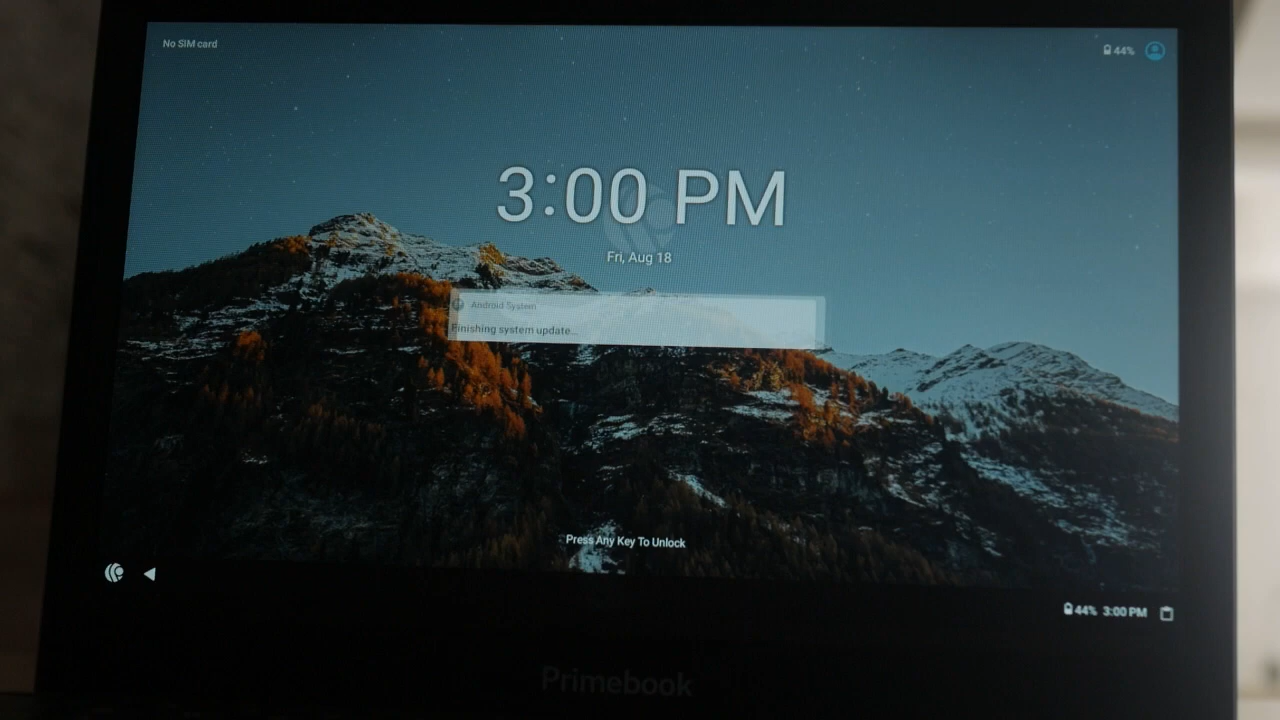 No SIM card
44%
3:00 PM
Fri, Aug 18
Android System
Finishing system update...
Press Any Key To Unlock
44% 3:00 PM
Primebook